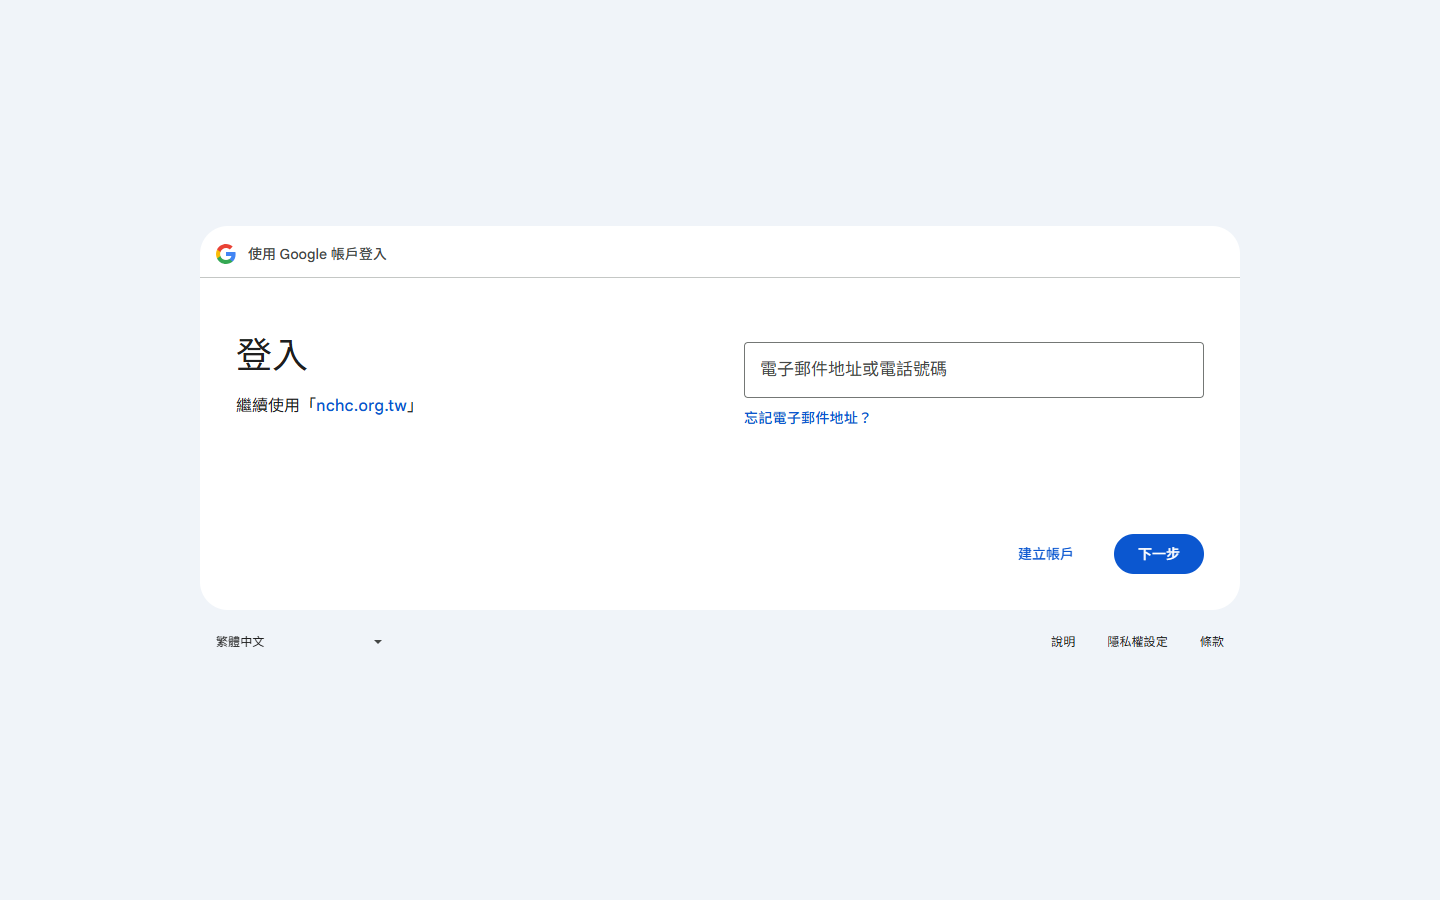 使用 Google 帳戶登入
登入
繼續使用「nchc.org.tw」
電子郵件地址或電話號碼
忘記電子郵件地址？
建立帳戶
下一步
繁體中文
說明
隱私權設定
條款